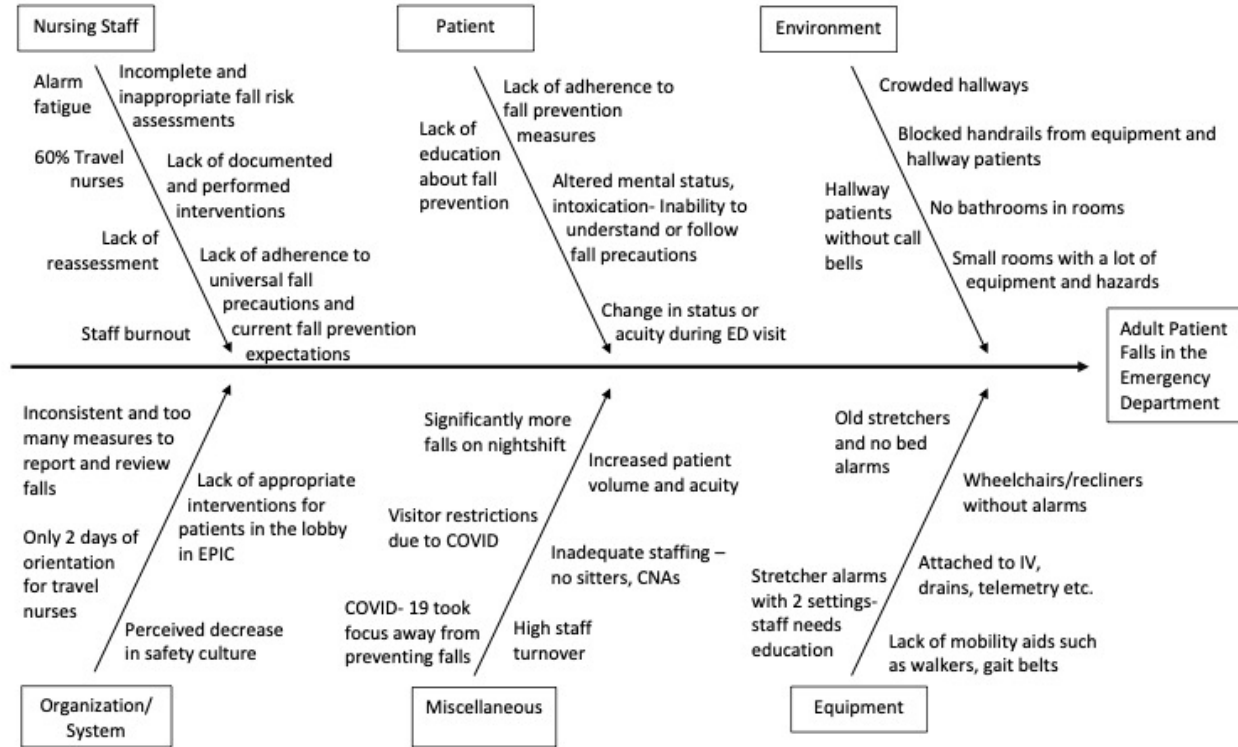 Nursing Staff
Alarm
fatigue
Incomplete and
inappropriate fall risk
assessments
60% Travel
nurses
Lack of documented
and performed
interventions
Lack of
reassessment
Lack of adherence to
universal fall
precautions and
current fall prevention
expectations
Staff burnout
Patient
Lack of adherence to
fall prevention
measures
Lack of
education
about fall
prevention
Altered mental status,
intoxication- Inability to
understand or follow
fall precautions
Change in status or
acuity during ED visit
Environment
Crowded hallways
Blocked handrails from equipment and
hallway patients
Hallway
patients
without call
bells
No bathrooms in rooms
Small rooms with a lot of
equipment and hazards
Adult Patient
Falls in the
Emergency
Department
Inconsistent and too
many measures to
report and review
falls
Lack of appropriate
interventions for
patients in the lobby
in EPIC
Only 2 days of
orientation
for travel
nurses
Perceived decrease
in safety culture
Organization/
System
Significantly more
falls on nightshift
Increased patient
volume and acuity
Visitor restrictions
due to COVID
Inadequate staffing –
no sitters, CNAs
COVID- 19 took
focus away from
preventing falls
High staff
turnover
Miscellaneous
Old stretchers
and no bed
alarms
Wheelchairs/recliners
without alarms
Attached to IV,
drains, telemetry etc.
Stretcher alarms
with 2 settings-
staff needs
education
Lack of mobility aids such
as walkers, gait belts
Equipment